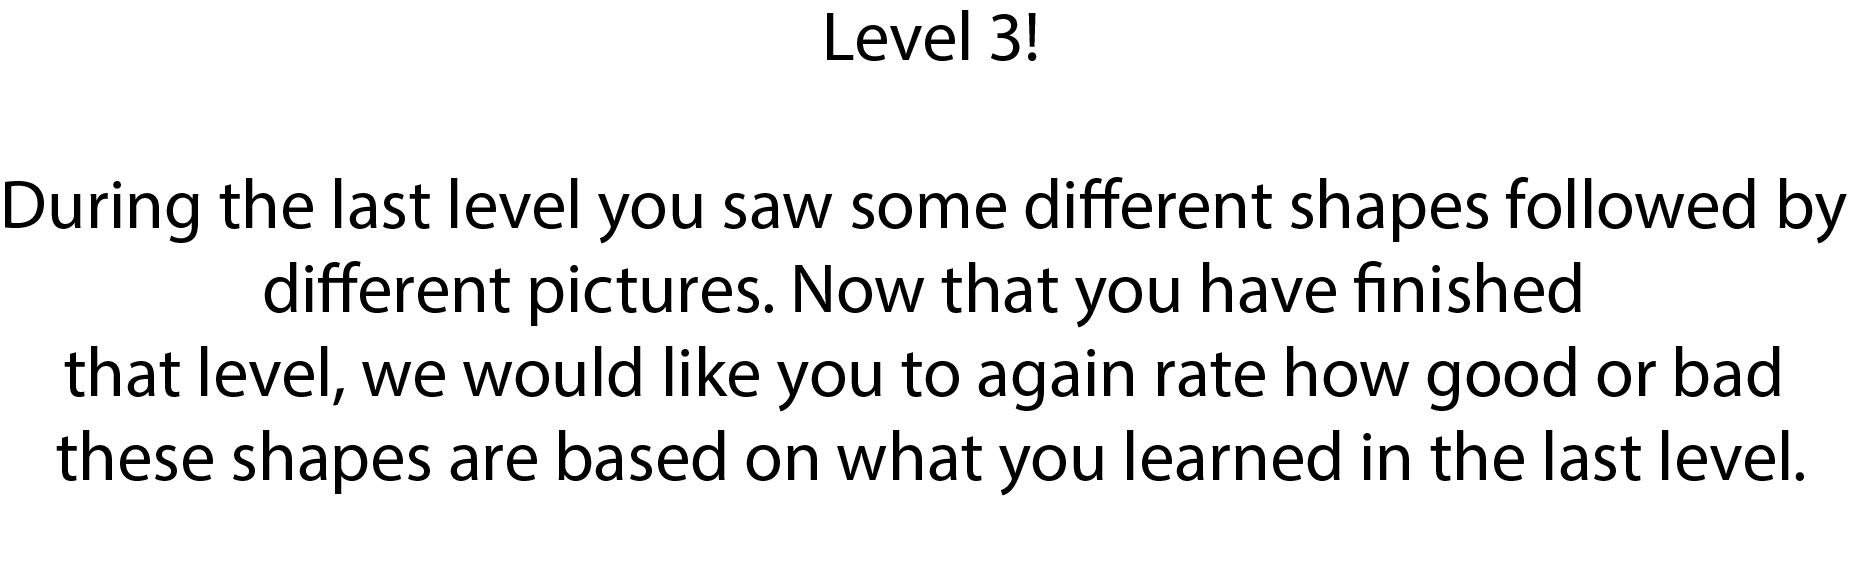 Level 3!
During the last level you saw some different shapes followed by
different pictures. Now that you have finished
that level, we would like you to again rate how good or bad
these shapes are based on what you learned in the last level.